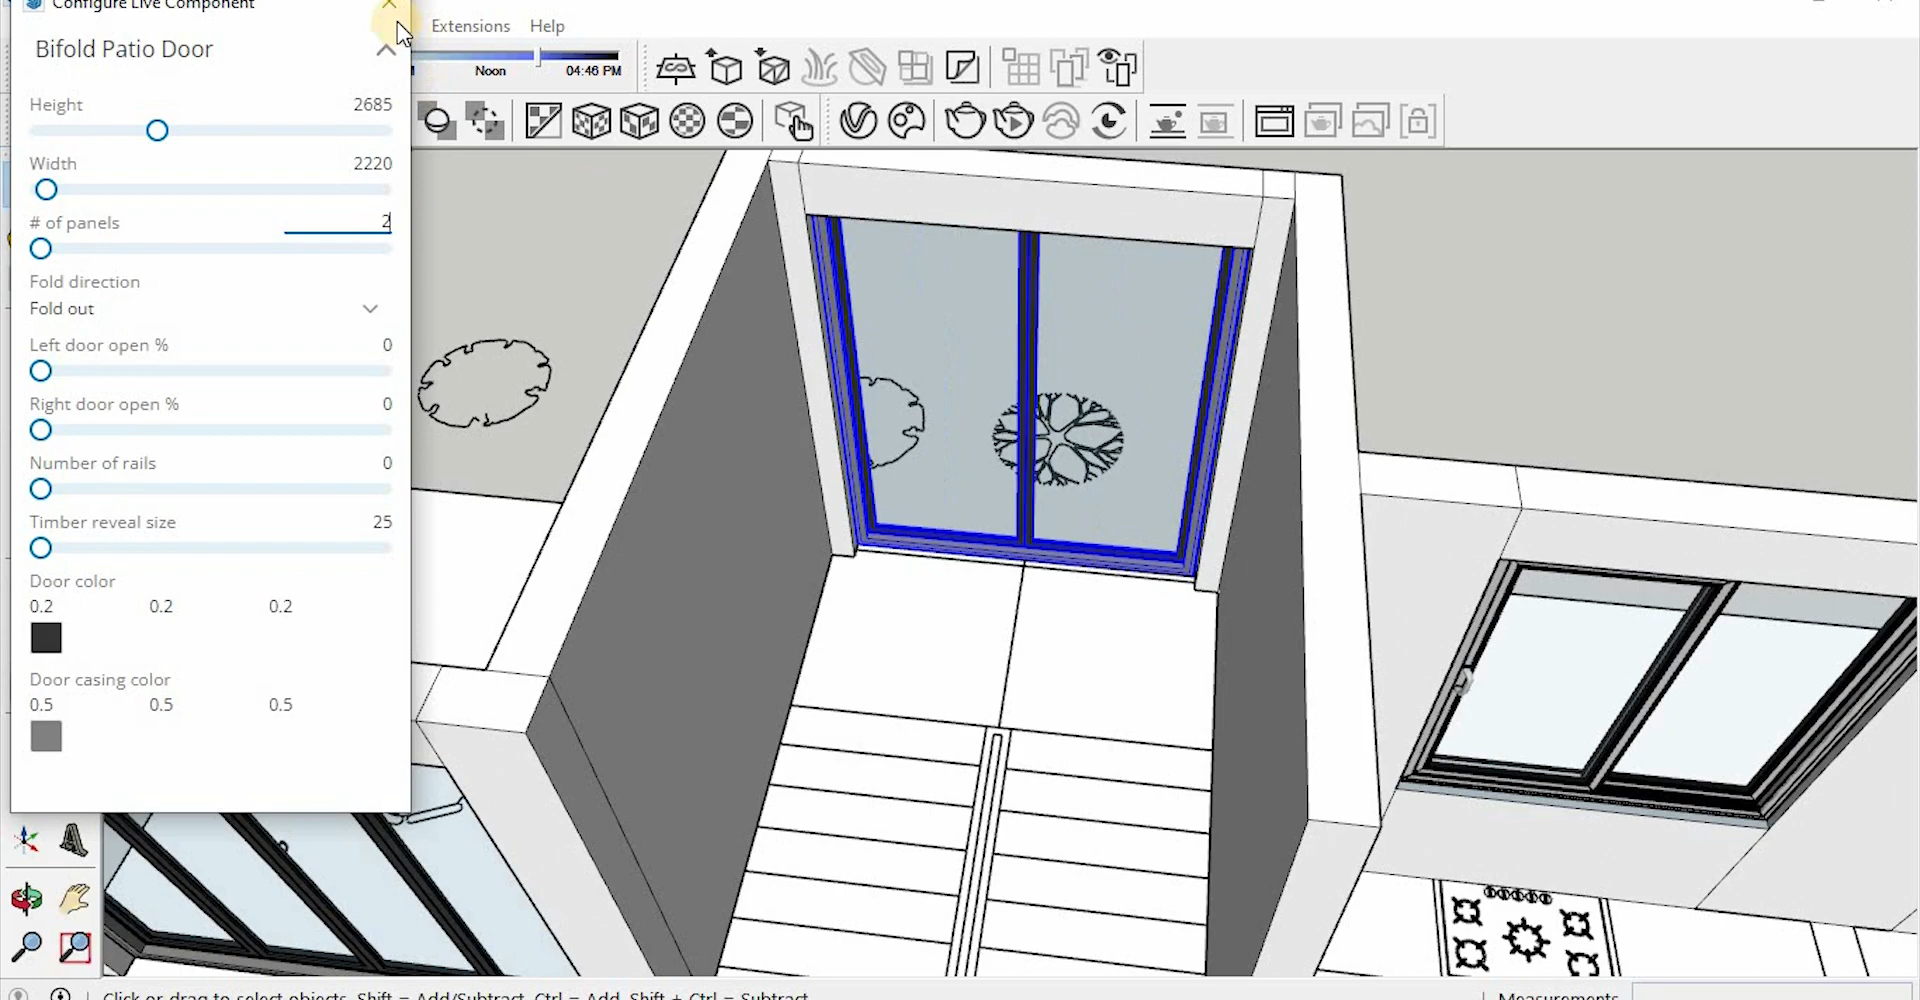 Configure Live Component
Extensions Help
Bifold Patio Door
Noon 04:46 PM
Height 2685
Width 2220
# of panels 2
Fold direction
Fold out
Left door open % 0
Right door open % 0
Number of rails 0
Timber reveal size 25
Door color
0.2 0.2 0.2
Door casing color
0.5 0.5 0.5
Click or drag to select objects. Shift = Add/Subtract. Ctrl = Add. Shift + Ctrl = Subtract.
Measurements